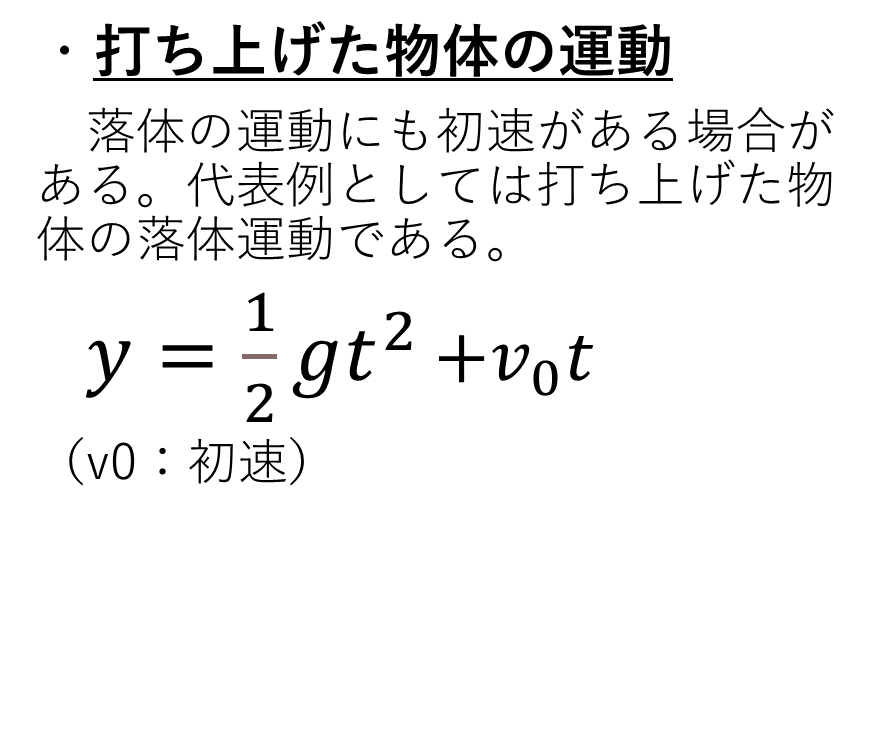 ・打ち上げた物体の運動
　落体の運動にも初速がある場合が
ある。代表例としては打ち上げた物
体の落体運動である。
y = 1/2 gt² +v₀t
（v0：初速）